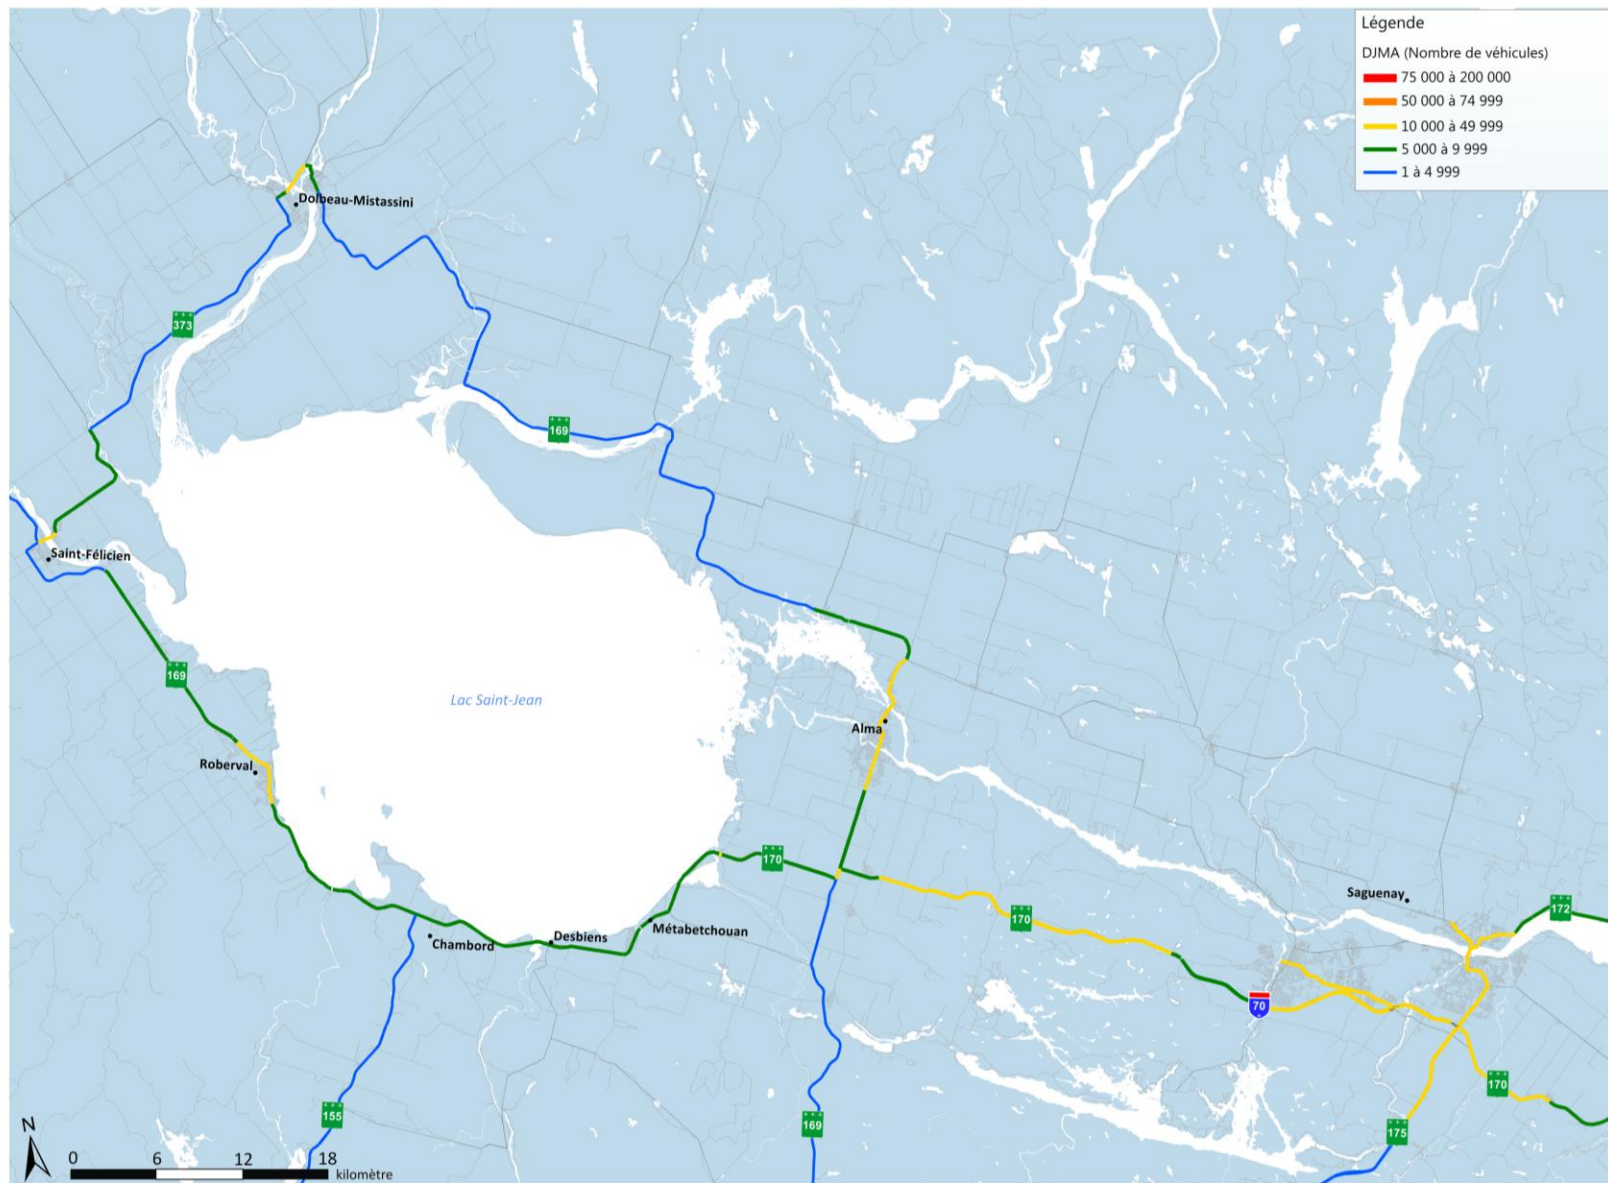 Légende
DJMA (Nombre de véhicules)
75 000 à 200 000
50 000 à 74 999
10 000 à 49 999
5 000 à 9 999
1 à 4 999
Dolbeau-Mistassini
373
169
Saint-Félicien
169
Lac Saint-Jean
Alma
Roberval
170
Saguenay
172
170
Métabetchouan
Desbiens
Chambord
70
170
155
169
175
N
0 6 12 18
kilomètre